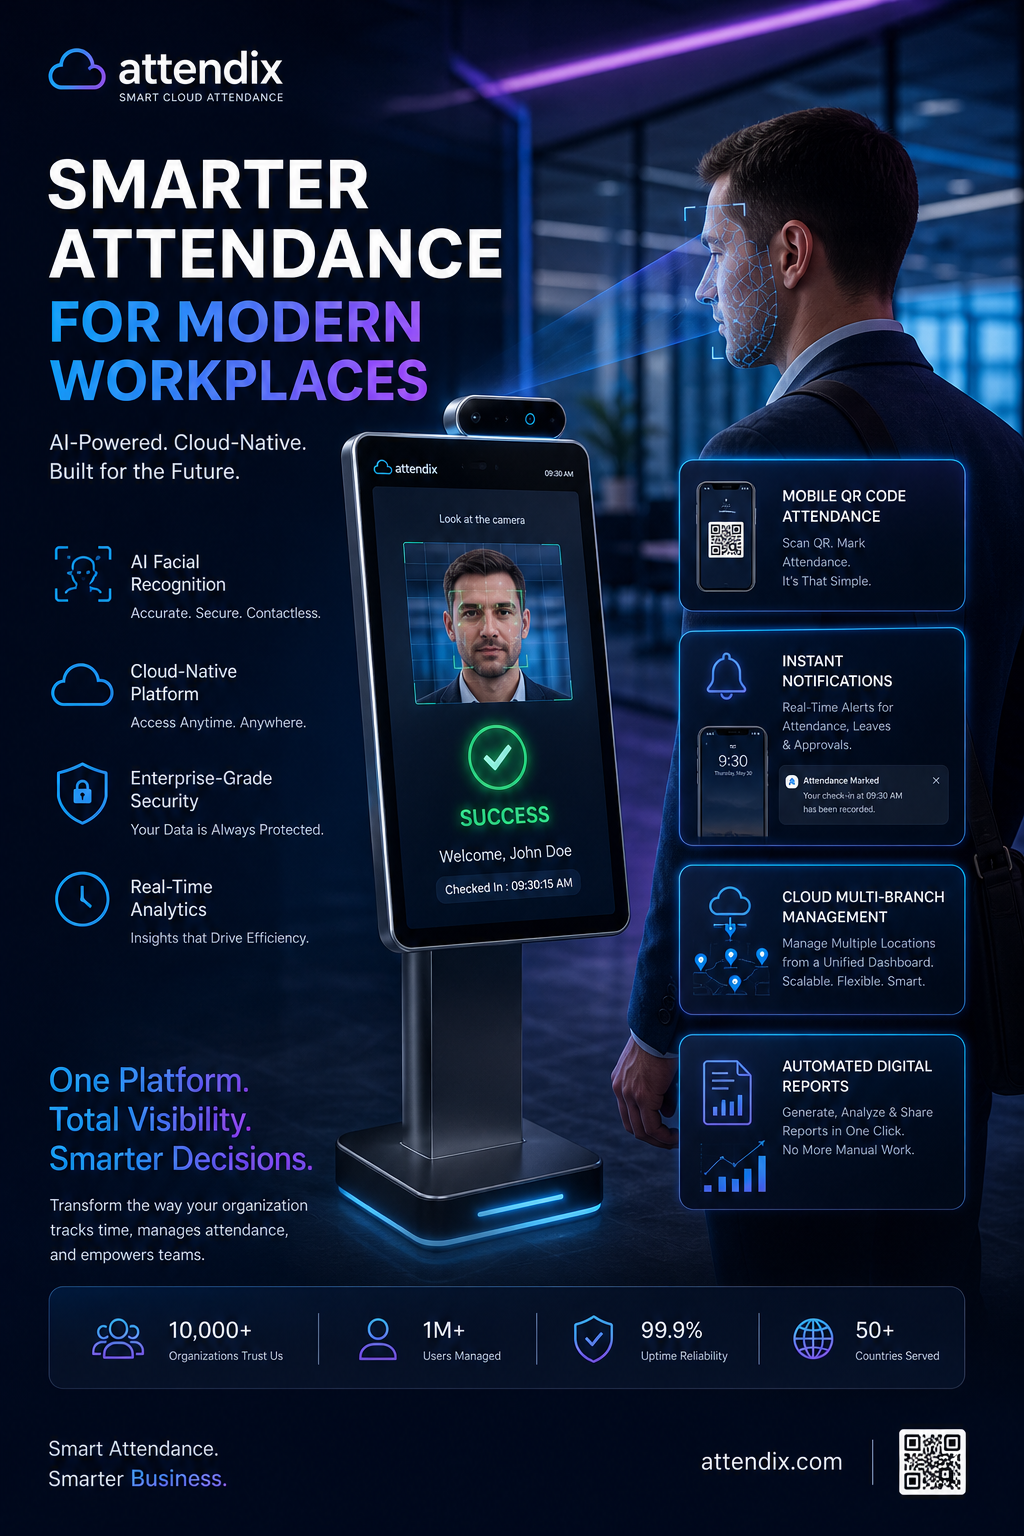 attendix
SMART CLOUD ATTENDANCE
SMARTER
ATTENDANCE
FOR MODERN
WORKPLACES
AI-Powered. Cloud-Native.
Built for the Future.
AI Facial
Recognition
Accurate. Secure. Contactless.
Cloud-Native
Platform
Access Anytime. Anywhere.
Enterprise-Grade
Security
Your Data is Always Protected.
Real-Time
Analytics
Insights that Drive Efficiency.
attendix
09:30 AM
Look at the camera
SUCCESS
Welcome, John Doe
Checked In : 09:30:15 AM
MOBILE QR CODE
ATTENDANCE
Scan QR. Mark
Attendance.
It's That Simple.
INSTANT
NOTIFICATIONS
Real-Time Alerts for
Attendance, Leaves
& Approvals.
9:30
Thursday, May 30
Attendance Marked
Your check-in at 09:30 AM
has been recorded.
CLOUD MULTI-BRANCH
MANAGEMENT
Manage Multiple Locations
from a Unified Dashboard.
Scalable. Flexible. Smart.
AUTOMATED DIGITAL
REPORTS
Generate, Analyze & Share
Reports in One Click.
No More Manual Work.
One Platform.
Total Visibility.
Smarter Decisions.
Transform the way your organization
tracks time, manages attendance,
and empowers teams.
10,000+
Organizations Trust Us
1M+
Users Managed
99.9%
Uptime Reliability
50+
Countries Served
Smart Attendance.
Smarter Business.
attendix.com